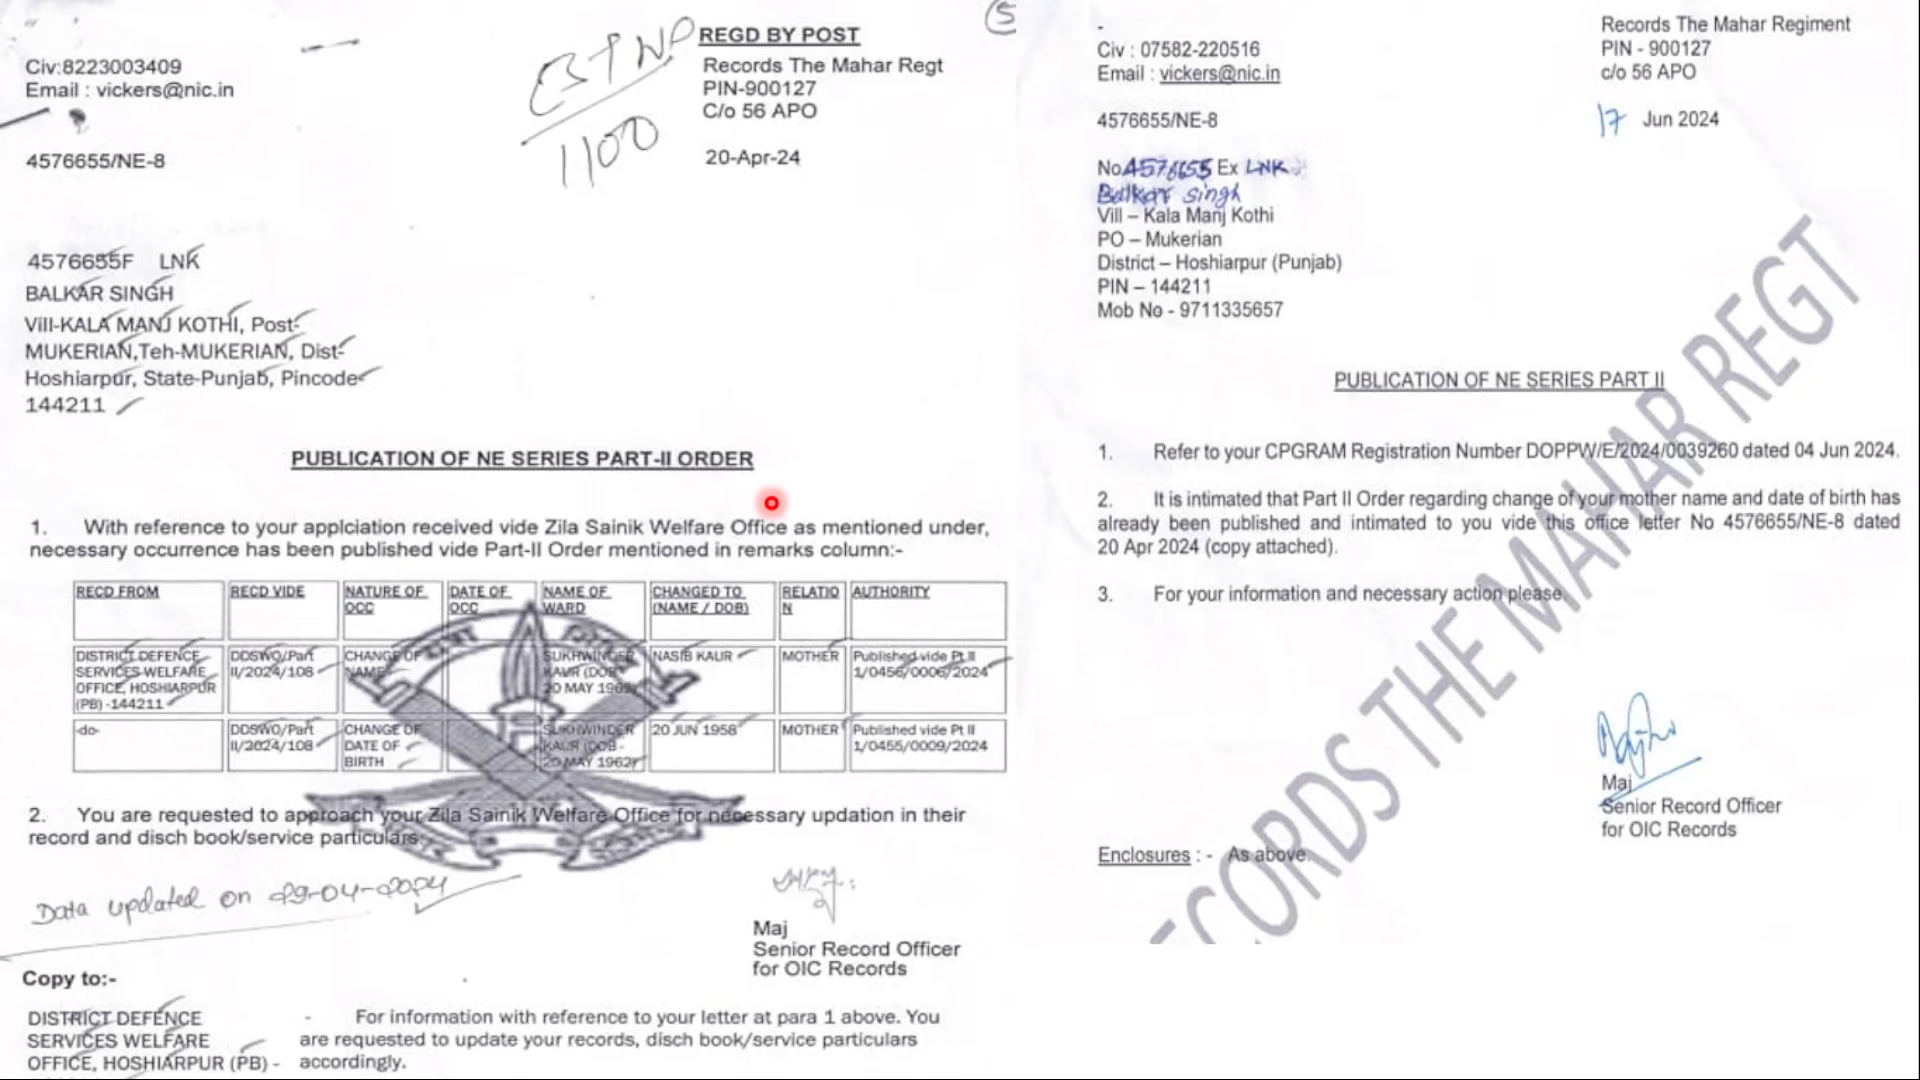 REGD BY POST
Civ:8223003409
Email : vickers@nic.in
Records The Mahar Regt
PIN-900127
C/o 56 APO
1100
4576655/NE-8
20-Apr-24
4576655F LNK
BALKAR SINGH
Vill-KALA MANJ KOTHI, Post-
MUKERIAN,Teh-MUKERIAN, Dist-
Hoshiarpur, State-Punjab, Pincode-
144211
PUBLICATION OF NE SERIES PART-II ORDER
1. With reference to your applciation received vide Zila Sainik Welfare Office as mentioned under,
necessary occurrence has been published vide Part-II Order mentioned in remarks column:-
RECD FROM RECD VIDE NATURE OF OCC DATE OF OCC NAME OF WARD CHANGED TO (NAME / DOB) RELATIO N AUTHORITY
DISTRICT DEFENCE SERVICES WELFARE OFFICE, HOSHIARPUR (PB) -144211 DDSWO/Part II/2024/108 CHANGE OF NAME SUKHWINDER KAUR (DOB 20 MAY NASIB KAUR MOTHER Published vide Pt II 1/0456/0006/2024
-do- DDSWO/Part II/2024/108 CHANGE OF DATE OF BIRTH SUKHWINDER KAUR (DOB - 20 MAY 1962) 20 JUN 1958 MOTHER Published vide Pt II 1/0455/0009/2024
2. You are requested to approach your Zila Sainik Welfare Office for necessary updation in their
record and disch book/service particulars.
Data updated on 29-04-2024
Maj
Senior Record Officer
for OIC Records
Copy to:-
DISTRICT DEFENCE
SERVICES WELFARE
OFFICE, HOSHIARPUR (PB) -
- For information with reference to your letter at para 1 above. You
are requested to update your records, disch book/service particulars
accordingly.
5
Civ : 07582-220516
Email : vickers@nic.in
Records The Mahar Regiment
PIN - 900127
c/o 56 APO
4576655/NE-8
17 Jun 2024
No 4576655 Ex LNK
Balkar Singh
Vill – Kala Manj Kothi
PO – Mukerian
District – Hoshiarpur (Punjab)
PIN – 144211
Mob No - 9711335657
PUBLICATION OF NE SERIES PART II
1. Refer to your CPGRAM Registration Number DOPPW/E/2024/0039260 dated 04 Jun 2024.
2. It is intimated that Part II Order regarding change of your mother name and date of birth has
already been published and intimated to you vide this office letter No 4576655/NE-8 dated
20 Apr 2024 (copy attached).
3. For your information and necessary action please.
Maj
Senior Record Officer
for OIC Records
Enclosures : - As above.
RECORDS THE MAHAR REGT